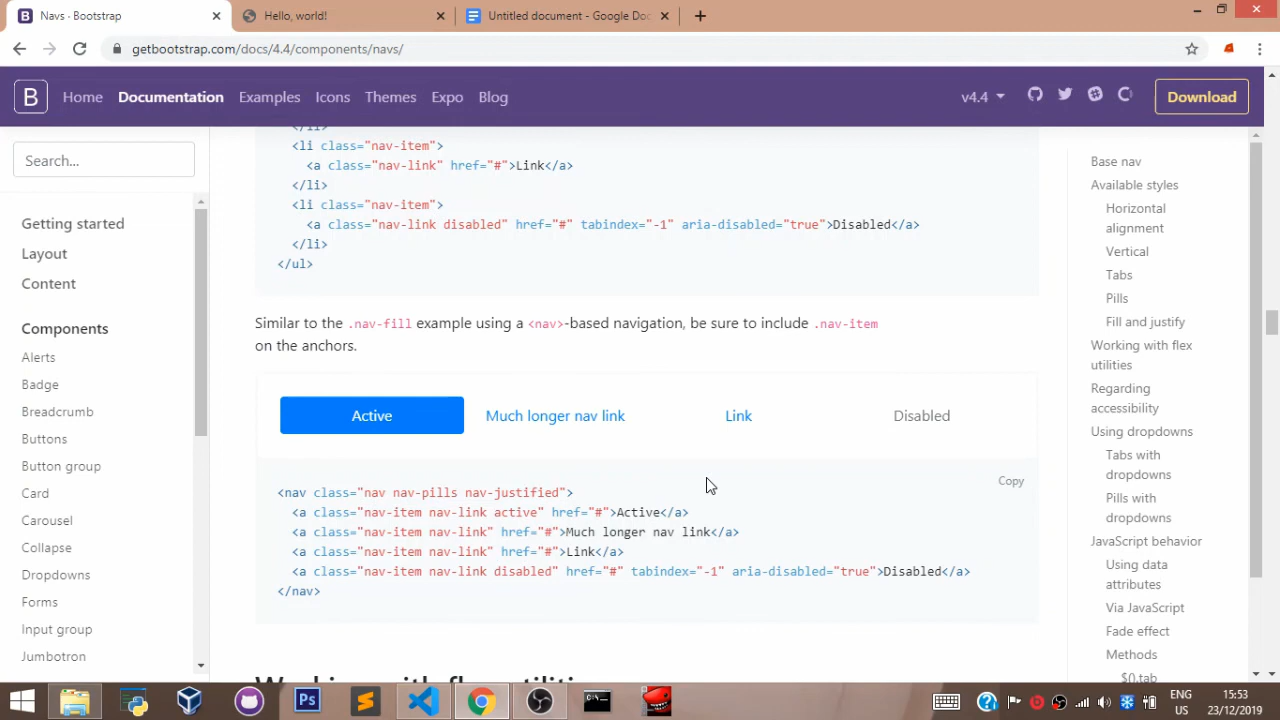 Navs · Bootstrap
Hello, world!
Untitled document - Google Doc
getbootstrap.com/docs/4.4/components/navs/
B
Home
Documentation
Examples
Icons
Themes
Expo
Blog
v4.4
Download
Search...
Getting started
Layout
Content
Components
Alerts
Badge
Breadcrumb
Buttons
Button group
Card
Carousel
Collapse
Dropdowns
Forms
Input group
Jumbotron
</li>
<li class="nav-item">
<a class="nav-link" href="#">Link</a>
</li>
<li class="nav-item">
<a class="nav-link disabled" href="#" tabindex="-1" aria-disabled="true">Disabled</a>
</li>
</ul>
Similar to the .nav-fill example using a <nav>-based navigation, be sure to include .nav-item
on the anchors.
Active
Much longer nav link
Link
Disabled
Copy
<nav class="nav nav-pills nav-justified">
<a class="nav-item nav-link active" href="#">Active</a>
<a class="nav-item nav-link" href="#">Much longer nav link</a>
<a class="nav-item nav-link" href="#">Link</a>
<a class="nav-item nav-link disabled" href="#" tabindex="-1" aria-disabled="true">Disabled</a>
</nav>
Working with flex utilities
Base nav
Available styles
Horizontal
alignment
Vertical
Tabs
Pills
Fill and justify
Working with flex
utilities
Regarding
accessibility
Using dropdowns
Tabs with
dropdowns
Pills with
dropdowns
JavaScript behavior
Using data
attributes
Via JavaScript
Fade effect
Methods
$().tab
Ps
ENG
US
15:53
23/12/2019